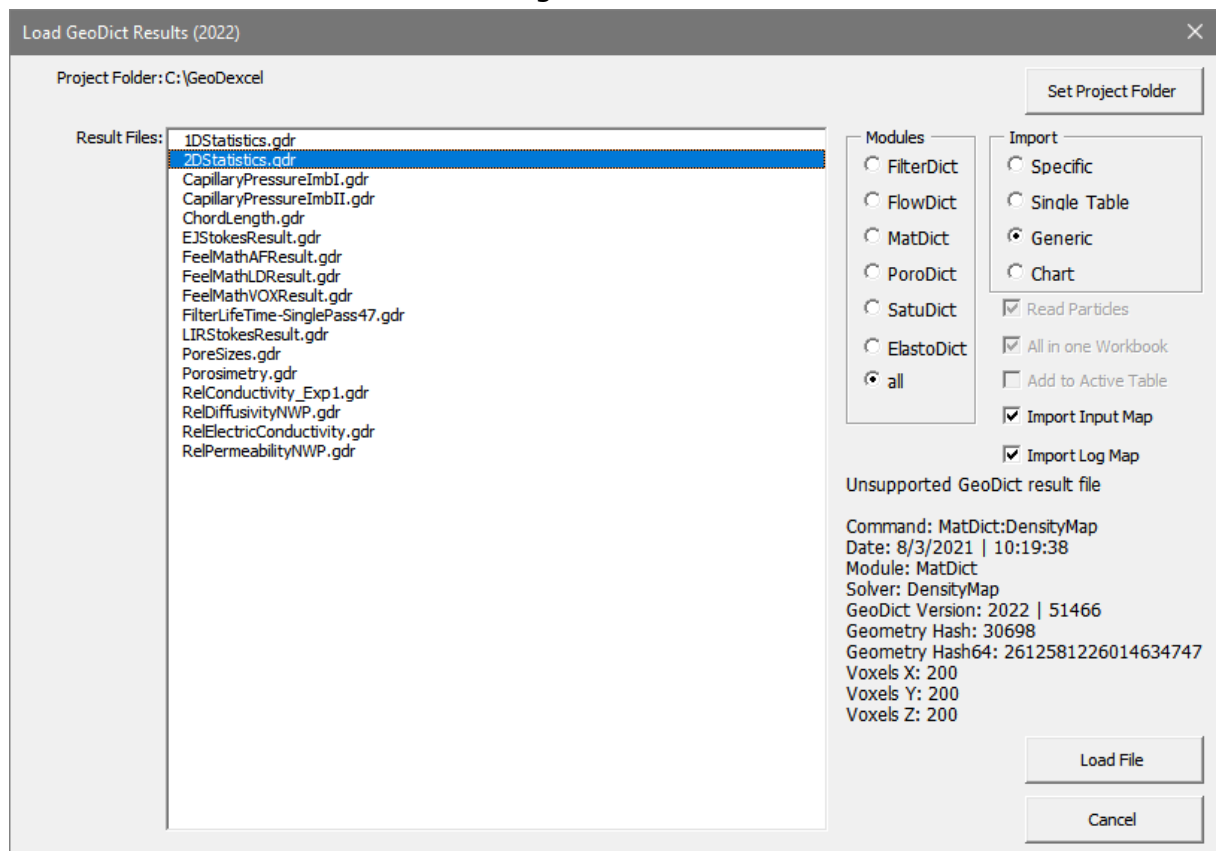 Load GeoDict Results (2022)
Project Folder: C:\GeoDexcel
Set Project Folder
Result Files:
1DStatistics.gdr
2DStatistics.gdr
CapillaryPressureImbI.gdr
CapillaryPressureImbII.gdr
ChordLength.gdr
EJStokesResult.gdr
FeelMathAFResult.gdr
FeelMathLDResult.gdr
FeelMathVOXResult.gdr
FilterLifeTime-SinglePass47.gdr
LIRStokesResult.gdr
PoreSizes.gdr
Porosimetry.gdr
RelConductivity_Exp1.gdr
RelDiffusivityNWP.gdr
RelElectricConductivity.gdr
RelPermeabilityNWP.gdr
Modules
FilterDict
FlowDict
MatDict
PoroDict
SatuDict
ElastoDict
all
Import
Specific
Single Table
Generic
Chart
Read Particles
All in one Workbook
Add to Active Table
Import Input Map
Import Log Map
Unsupported GeoDict result file
Command: MatDict:DensityMap
Date: 8/3/2021 | 10:19:38
Module: MatDict
Solver: DensityMap
GeoDict Version: 2022 | 51466
Geometry Hash: 30698
Geometry Hash64: 2612581226014634747
Voxels X: 200
Voxels Y: 200
Voxels Z: 200
Load File
Cancel